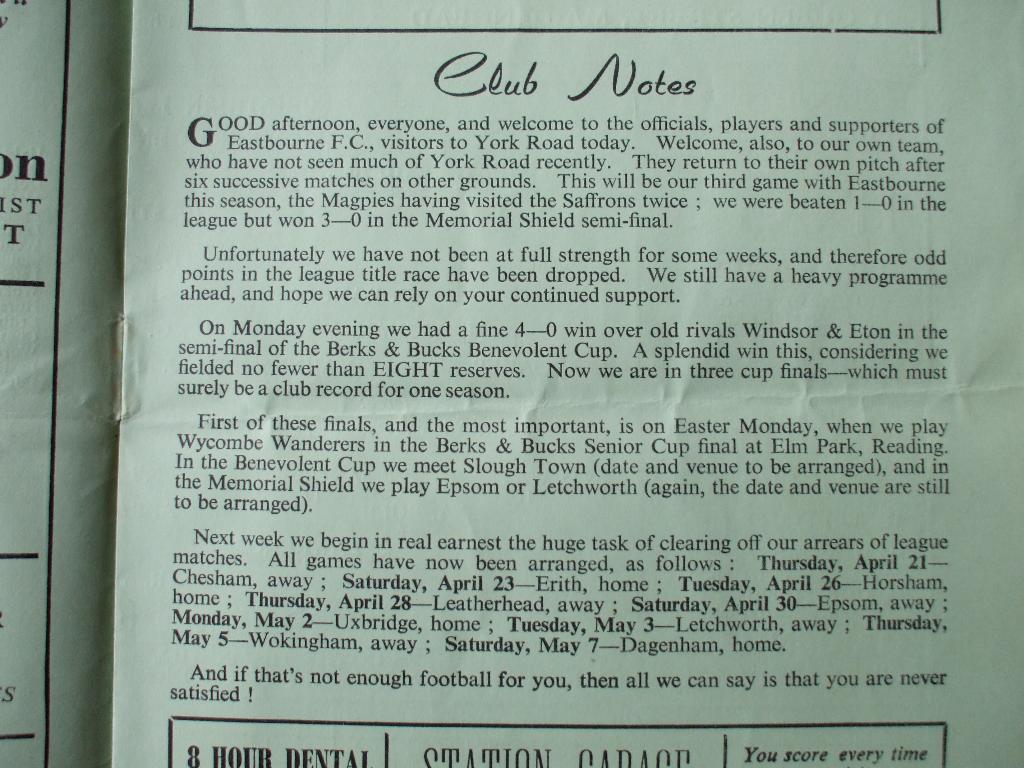 on
IST
T
S
Club Notes
GOOD afternoon, everyone, and welcome to the officials, players and supporters of
Eastbourne F.C., visitors to York Road today. Welcome, also, to our own team,
who have not seen much of York Road recently. They return to their own pitch after
six successive matches on other grounds. This will be our third game with Eastbourne
this season, the Magpies having visited the Saffrons twice ; we were beaten 1—0 in the
league but won 3—0 in the Memorial Shield semi-final.
Unfortunately we have not been at full strength for some weeks, and therefore odd
points in the league title race have been dropped. We still have a heavy programme
ahead, and hope we can rely on your continued support.
On Monday evening we had a fine 4—0 win over old rivals Windsor & Eton in the
semi-final of the Berks & Bucks Benevolent Cup. A splendid win this, considering we
fielded no fewer than EIGHT reserves. Now we are in three cup finals—which must
surely be a club record for one season.
First of these finals, and the most important, is on Easter Monday, when we play
Wycombe Wanderers in the Berks & Bucks Senior Cup final at Elm Park, Reading.
In the Benevolent Cup we meet Slough Town (date and venue to be arranged), and in
the Memorial Shield we play Epsom or Letchworth (again, the date and venue are still
to be arranged).
Next week we begin in real earnest the huge task of clearing off our arrears of league
matches. All games have now been arranged, as follows : Thursday, April 21—
Chesham, away ; Saturday, April 23—Erith, home ; Tuesday, April 26—Horsham,
home ; Thursday, April 28—Leatherhead, away ; Saturday, April 30—Epsom, away ;
Monday, May 2—Uxbridge, home ; Tuesday, May 3—Letchworth, away ; Thursday,
May 5—Wokingham, away ; Saturday, May 7—Dagenham, home.
And if that's not enough football for you, then all we can say is that you are never
satisfied !
8 HOUR DENTAL
STATION GARAGE
You score every time